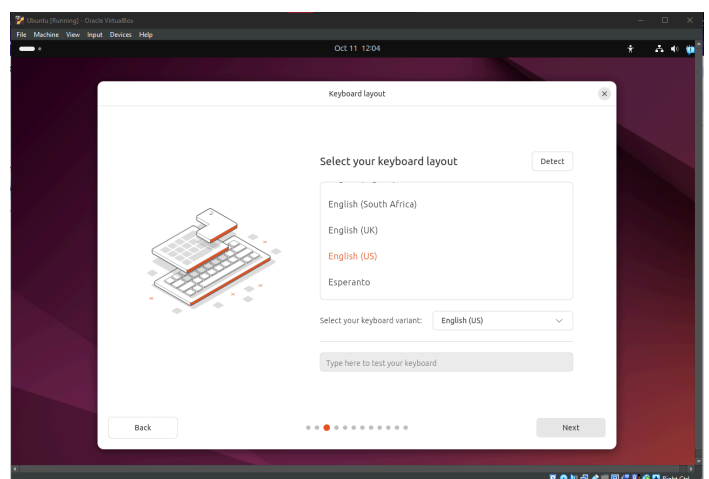 Ubuntu [Running] - Oracle VirtualBox
File Machine View Input Devices Help
Oct 11 12:04
Keyboard layout
Select your keyboard layout
Detect
English (South Africa)
English (UK)
English (US)
Esperanto
Select your keyboard variant:
English (US)
Type here to test your keyboard
Back
Next
Right Ctrl